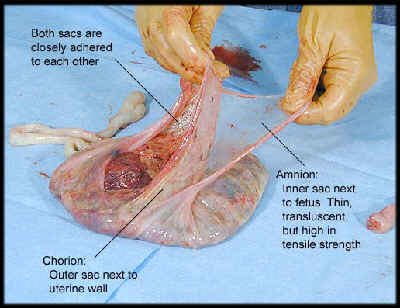 Both sacs are
closely adhered
to each other
Amnion:
Inner sac next
to fetus. Thin,
transluscent
but high in
tensile strength
Chorion:
Outer sac next to
uterine wall